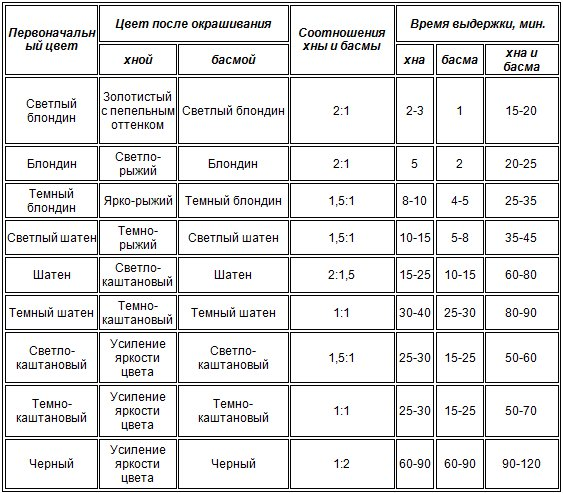 Первоначальн
ый цвет
Цвет после окрашивания
Соотношения
хны и басмы
Время выдержки, мин.
хной
басмой
хна
басма
хна и
басма
Светлый
блондин
Золотистый
с пепельным
оттенком
Светлый блондин
2:1
2-3
1
15-20
Блондин
Светло-
рыжий
Блондин
2:1
5
2
20-25
Темный
блондин
Ярко-рыжий
Темный блондин
1,5:1
8-10
4-5
25-35
Светлый шатен
Темно-
рыжий
Светлый шатен
1,5:1
10-15
5-8
35-45
Шатен
Светло-
каштановый
Шатен
2:1,5
15-25
10-15
60-80
Темный шатен
Темно-
каштановый
Темный шатен
1:1
30-40
25-30
80-90
Светло-
каштановый
Усиление
яркости
цвета
Светло-
каштановый
1,5:1
25-30
15-25
50-60
Темно-
каштановый
Усиление
яркости
цвета
Темно-
каштановый
1:1
25-30
15-25
50-70
Черный
Усиление
яркости
цвета
Черный
1:2
60-90
60-90
90-120